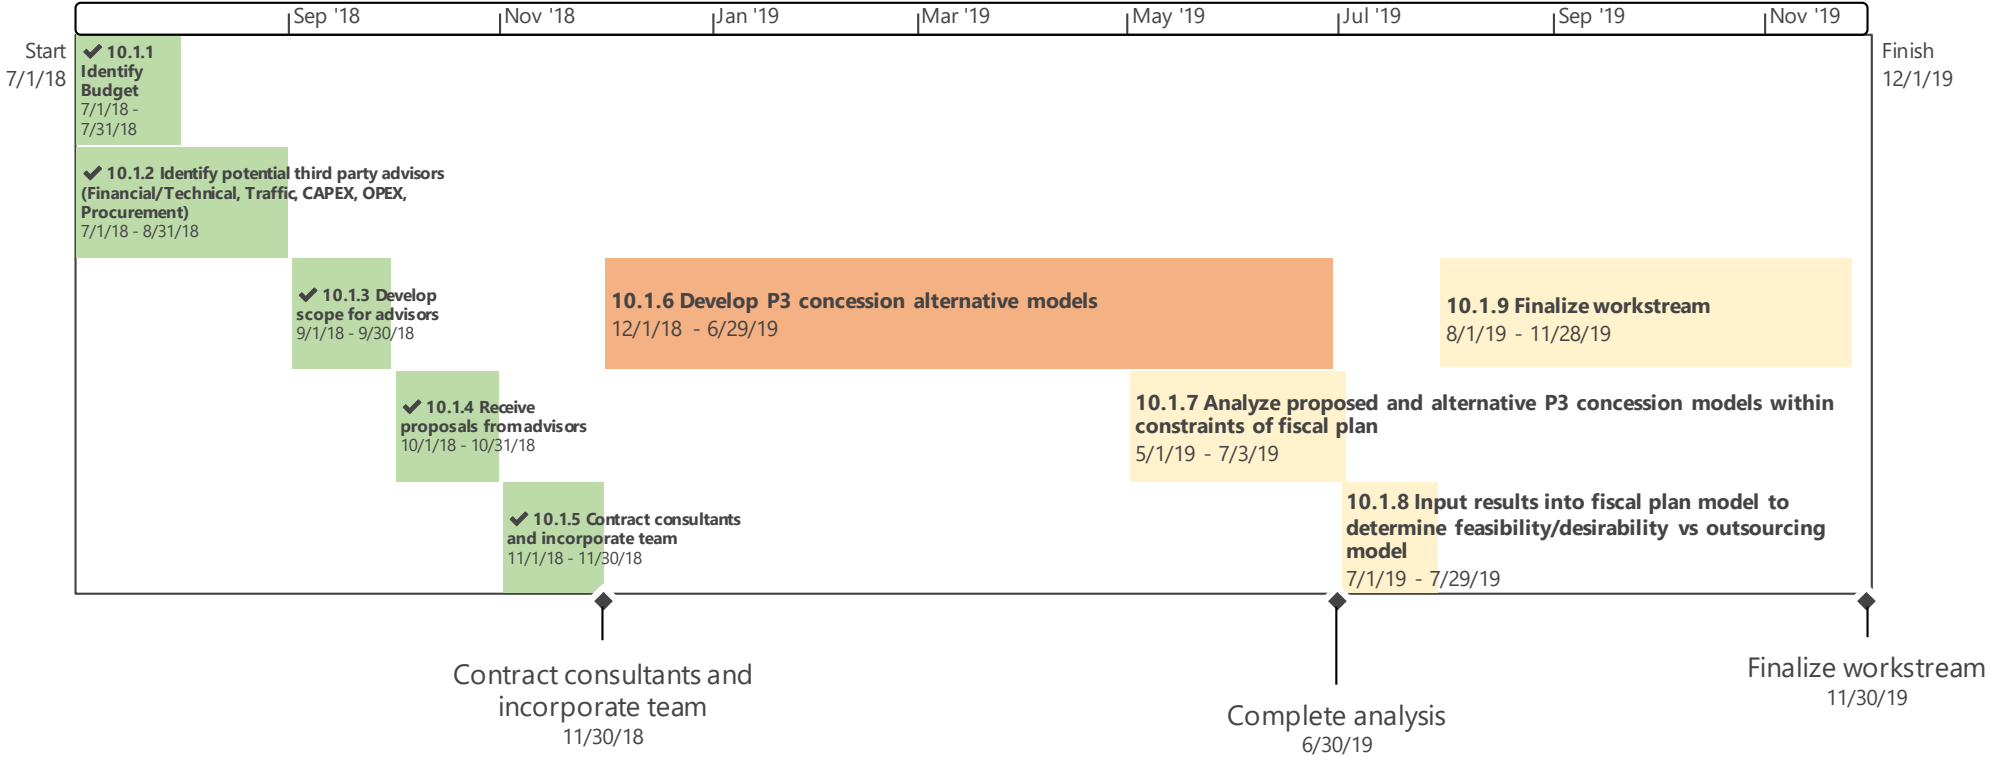 Sep '18
Nov '18
Jan '19
Mar '19
May '19
Jul '19
Sep '19
Nov '19
Start
7/1/18
Finish
12/1/19
✔ 10.1.1
Identify
Budget
7/1/18 -
7/31/18
✔ 10.1.2 Identify potential third party advisors
(Financial/Technical, Traffic, CAPEX, OPEX,
Procurement)
7/1/18 - 8/31/18
✔ 10.1.3 Develop
scope for advisors
9/1/18 - 9/30/18
10.1.6 Develop P3 concession alternative models
12/1/18 - 6/29/19
10.1.9 Finalize workstream
8/1/19 - 11/28/19
✔ 10.1.4 Receive
proposals from advisors
10/1/18 - 10/31/18
10.1.7 Analyze proposed and alternative P3 concession models within
constraints of fiscal plan
5/1/19 - 7/3/19
✔ 10.1.5 Contract consultants
and incorporate team
11/1/18 - 11/30/18
10.1.8 Input results into fiscal plan model to
determine feasibility/desirability vs outsourcing
model
7/1/19 - 7/29/19
Contract consultants and
incorporate team
11/30/18
Complete analysis
6/30/19
Finalize workstream
11/30/19